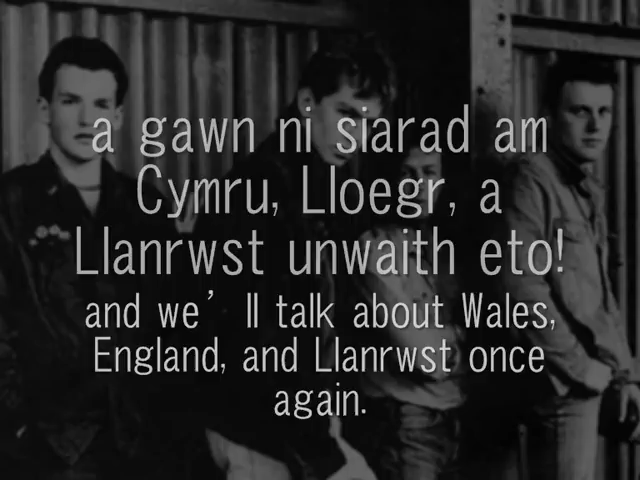 a gawn ni siarad am
Cymru, Lloegr, a
Llanrwst unwaith eto!
and we'll talk about Wales,
England, and Llanrwst once
again.